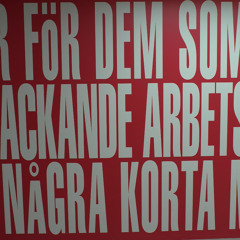 R FöR DEM SOM
ACKANDE ARBETS
NÅGRA KORTA